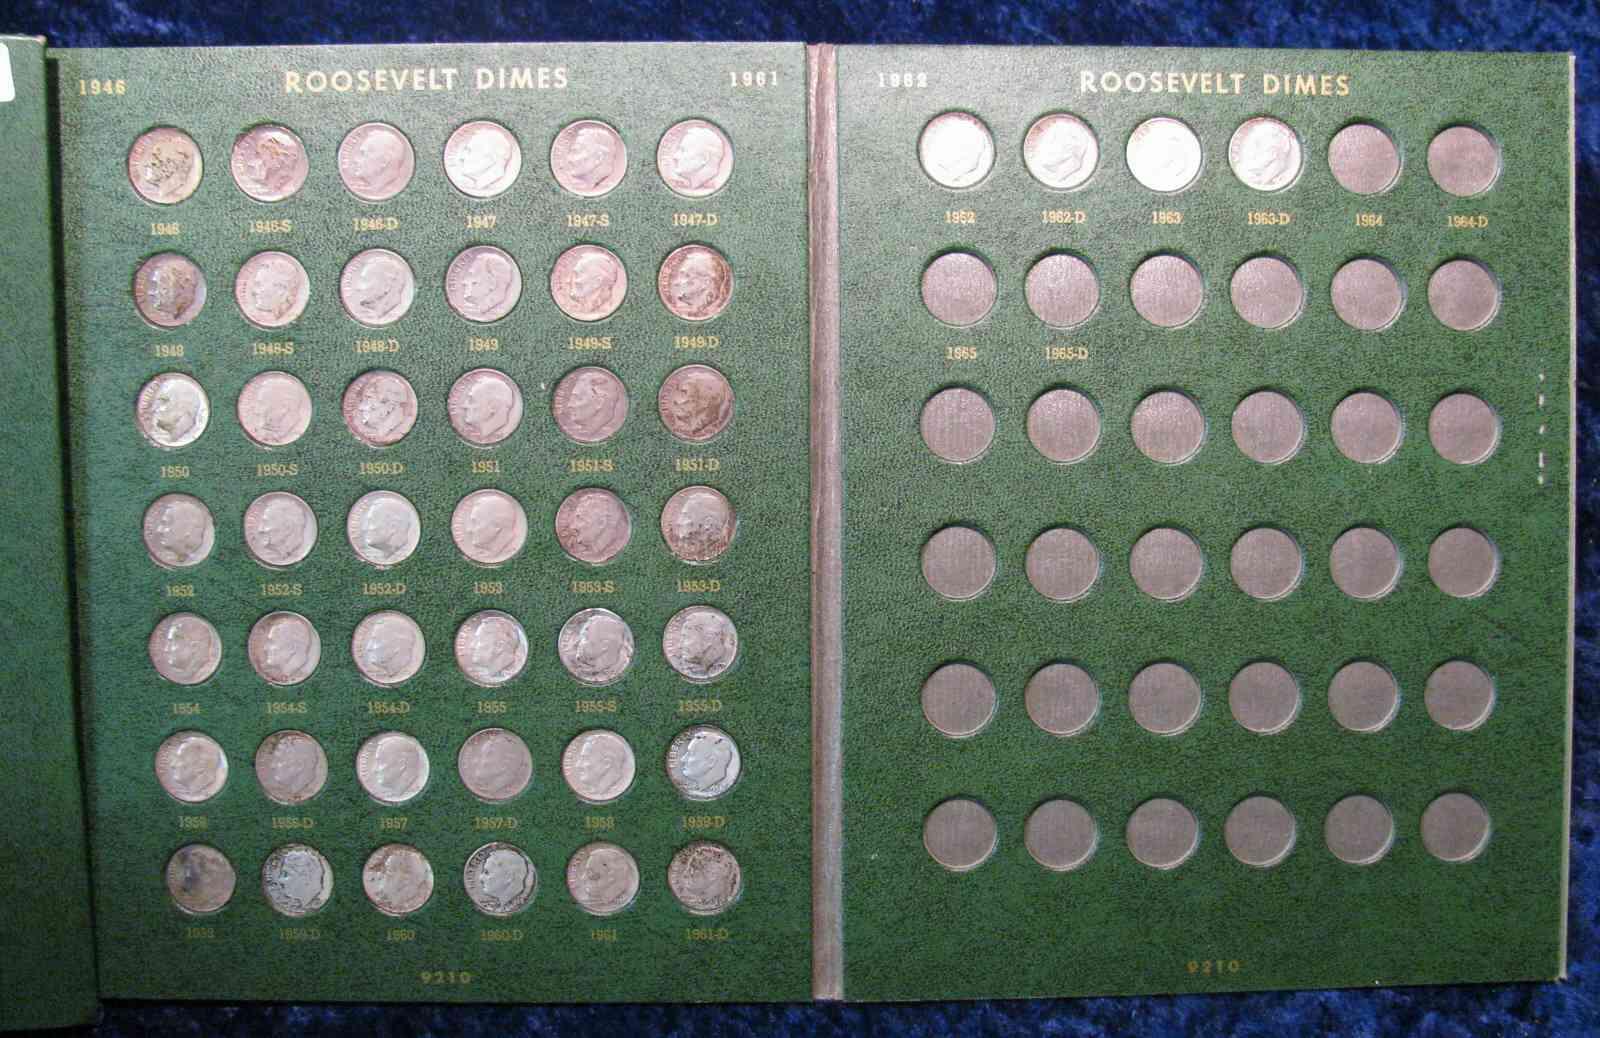 1946 ROOSEVELT DIMES 1961
1946 1946-S 1946-D 1947 1947-S 1947-D
1948 1948-S 1948-D 1949 1949-S 1949-D
1950 1950-S 1950-D 1951 1951-S 1951-D
1952 1952-S 1952-D 1953 1953-S 1953-D
1954 1954-S 1954-D 1955 1955-S 1955-D
1956 1956-D 1957 1957-D 1958 1958-D
1959 1959-D 1960 1960-D 1961 1961-D
9210
1962 ROOSEVELT DIMES
1962 1962-D 1963 1963-D 1964 1964-D
1965 1965-D
9210